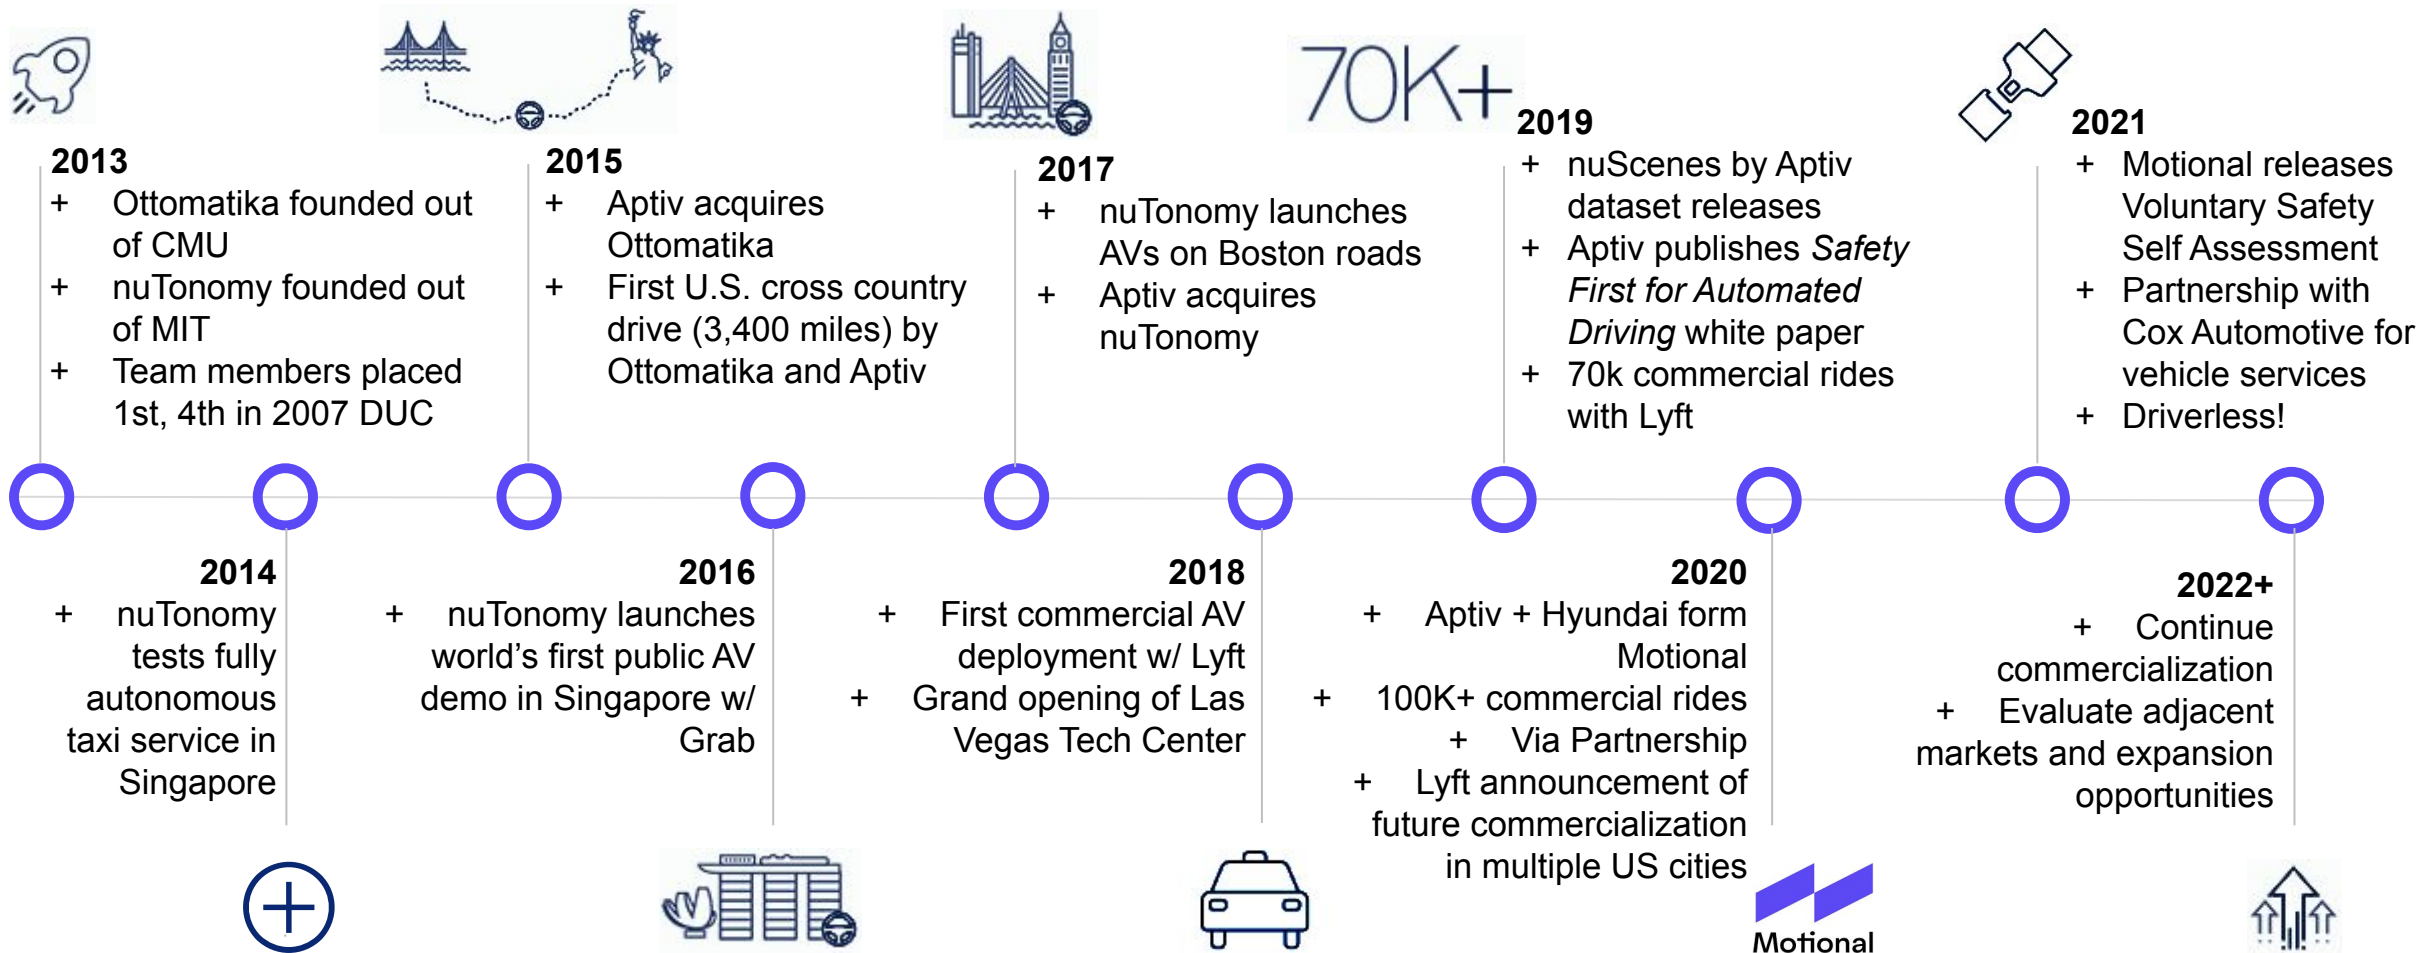 2013
+ Ottomatika founded out
of CMU
+ nuTonomy founded out
of MIT
+ Team members placed
1st, 4th in 2007 DUC
2014
+ nuTonomy
tests fully
autonomous
taxi service in
Singapore
2015
+ Aptiv acquires
Ottomatika
+ First U.S. cross country
drive (3,400 miles) by
Ottomatika and Aptiv
2016
+ nuTonomy launches
world’s first public AV
demo in Singapore w/
Grab
2017
+ nuTonomy launches
AVs on Boston roads
+ Aptiv acquires
nuTonomy
2018
+ First commercial AV
deployment w/ Lyft
+ Grand opening of Las
Vegas Tech Center
70K+
2019
+ nuScenes by Aptiv
dataset releases
+ Aptiv publishes Safety
First for Automated
Driving white paper
+ 70k commercial rides
with Lyft
2020
+ Aptiv + Hyundai form
Motional
+ 100K+ commercial rides
+ Via Partnership
+ Lyft announcement of
future commercialization
in multiple US cities
Motional
2021
+ Motional releases
Voluntary Safety
Self Assessment
+ Partnership with
Cox Automotive for
vehicle services
+ Driverless!
2022+
+ Continue
commercialization
+ Evaluate adjacent
markets and expansion
opportunities